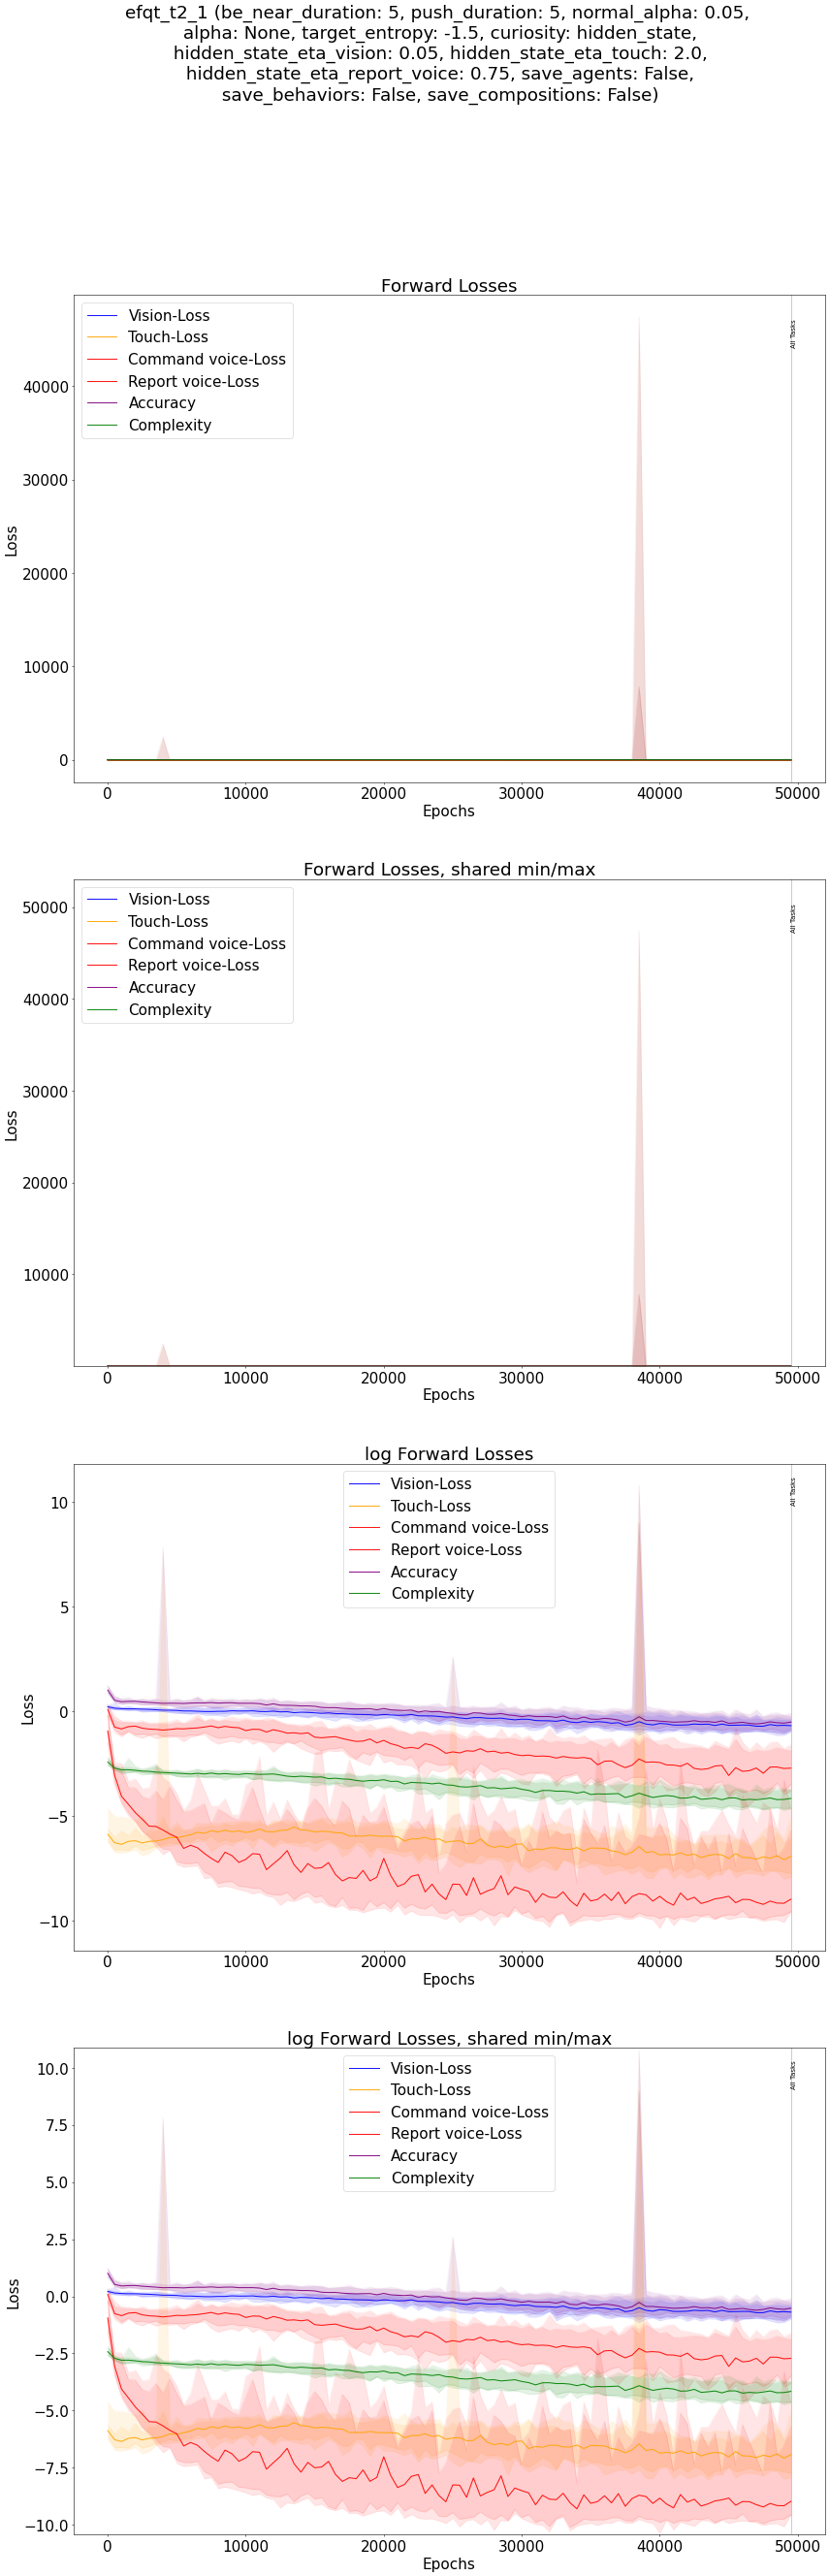 efqt_t2_1 (be_near_duration: 5, push_duration: 5, normal_alpha: 0.05,
alpha: None, target_entropy: -1.5, curiosity: hidden_state,
hidden_state_eta_vision: 0.05, hidden_state_eta_touch: 2.0,
hidden_state_eta_report_voice: 0.75, save_agents: False,
save_behaviors: False, save_compositions: False)
Forward Losses
Vision-Loss
Touch-Loss
Command voice-Loss
Report voice-Loss
Accuracy
Complexity
All Tasks
40000
30000
20000
10000
0
Loss
0 10000 20000 30000 40000 50000
Epochs
Forward Losses, shared min/max
Vision-Loss
Touch-Loss
Command voice-Loss
Report voice-Loss
Accuracy
Complexity
All Tasks
50000
40000
30000
20000
10000
Loss
0 10000 20000 30000 40000 50000
Epochs
log Forward Losses
Vision-Loss
Touch-Loss
Command voice-Loss
Report voice-Loss
Accuracy
Complexity
All Tasks
10
5
0
−5
−10
Loss
0 10000 20000 30000 40000 50000
Epochs
log Forward Losses, shared min/max
Vision-Loss
Touch-Loss
Command voice-Loss
Report voice-Loss
Accuracy
Complexity
All Tasks
10.0
7.5
5.0
2.5
0.0
−2.5
−5.0
−7.5
−10.0
Loss
0 10000 20000 30000 40000 50000
Epochs